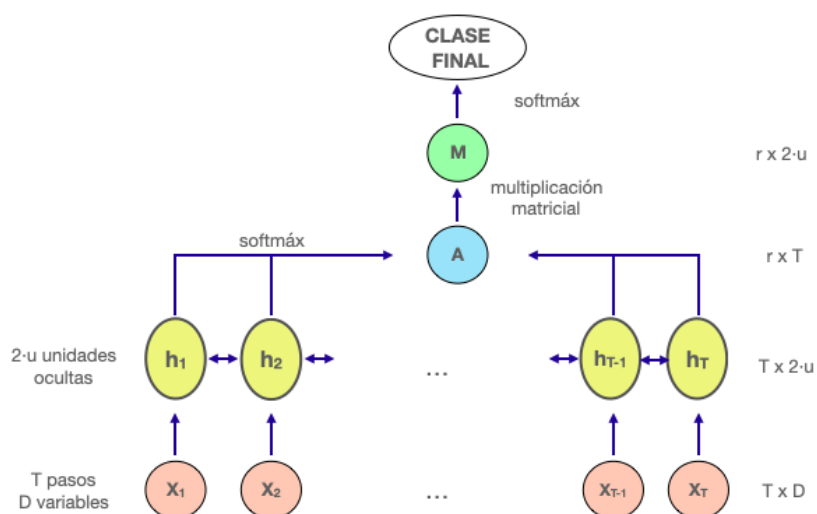 CLASE
FINAL
softmáx
M
r x 2·u
multiplicación
matricial
softmáx
A
r x T
2·u unidades
ocultas
h₁
h₂
...
hT-1
hT
T x 2·u
T pasos
D variables
X₁
X₂
...
XT-1
XT
T x D